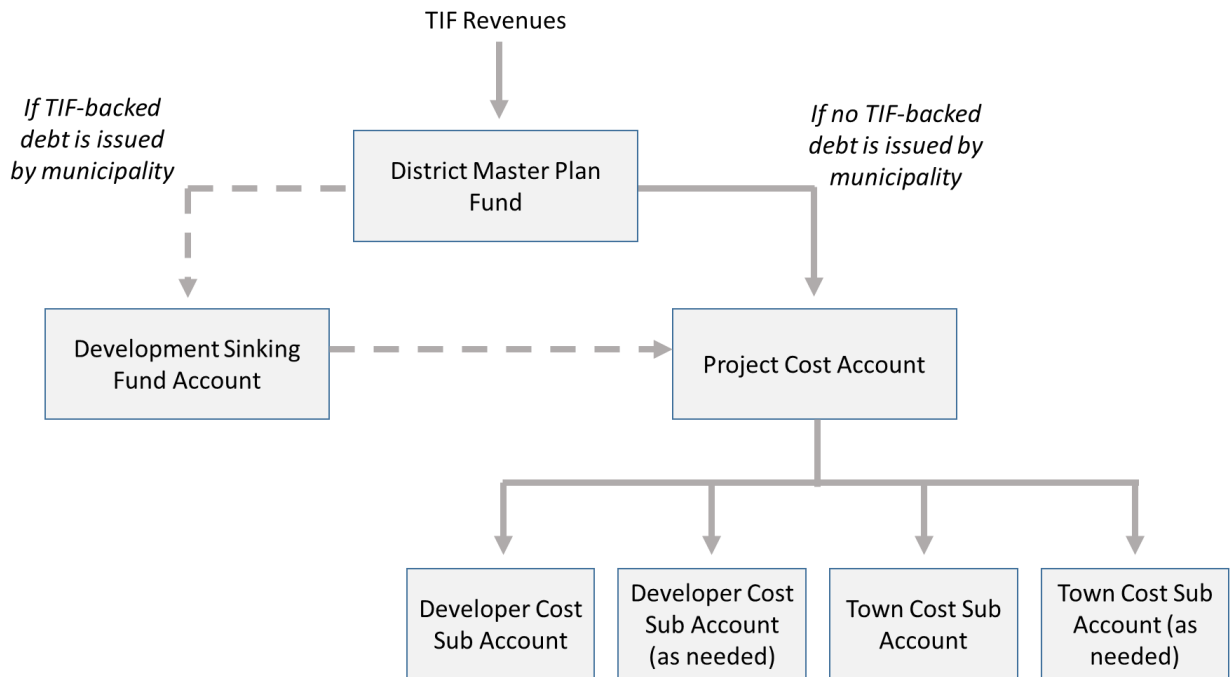 TIF Revenues
If TIF-backed
debt is issued
by municipality
If no TIF-backed
debt is issued by
municipality
District Master Plan
Fund
Development Sinking
Fund Account
Project Cost Account
Developer Cost
Sub Account
Developer Cost
Sub Account
(as needed)
Town Cost Sub
Account
Town Cost Sub
Account (as
needed)